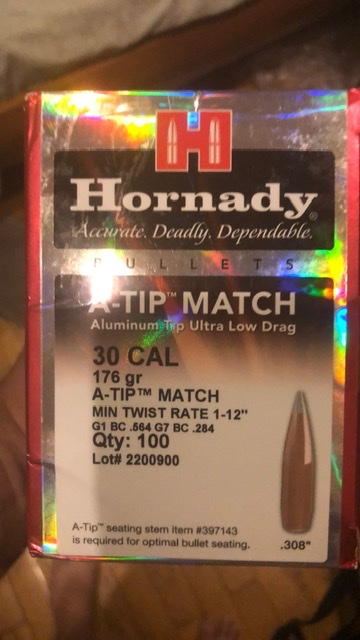 H
Hornady®
Accurate. Deadly. Dependable.
BULLETS
A-TIP™ MATCH
Aluminum Tip Ultra Low Drag
30 CAL
176 gr
A-TIP™ MATCH
MIN TWIST RATE 1-12"
G1 BC .564 G7 BC .284
Qty: 100
Lot# 2200900
A-Tip™ seating stem item #397143
is required for optimal bullet seating.
.308"